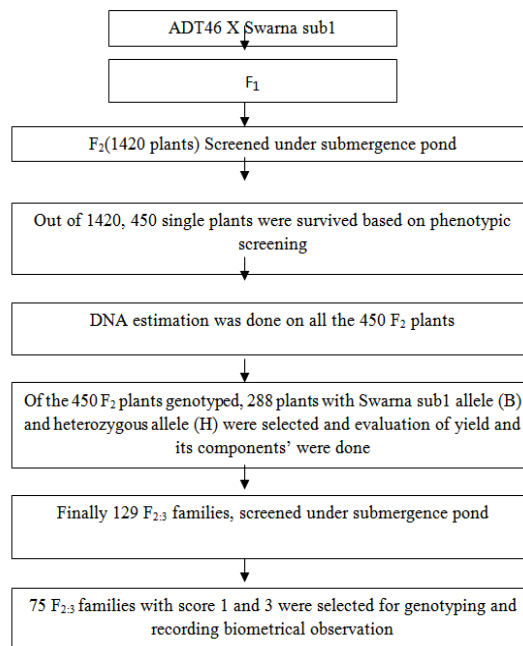 ADT46 X Swarna sub1
F1
F2(1420 plants) Screened under submergence pond
Out of 1420, 450 single plants were survived based on phenotypic
screening
DNA estimation was done on all the 450 F2 plants
Of the 450 F2 plants genotyped, 288 plants with Swarna sub1 allele (B)
and heterozygous allele (H) were selected and evaluation of yield and
its components’ were done
Finally 129 F2:3 families, screened under submergence pond
75 F2:3 families with score 1 and 3 were selected for genotyping and
recording biometrical observation